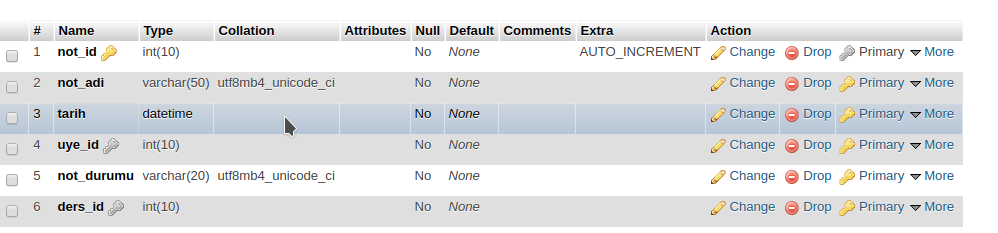 # Name Type Collation Attributes Null Default Comments Extra Action
1 not_id int(10) No None AUTO_INCREMENT Change Drop Primary More
2 not_adi varchar(50) utf8mb4_unicode_ci No None Change Drop Primary More
3 tarih datetime No None Change Drop Primary More
4 uye_id int(10) No None Change Drop Primary More
5 not_durumu varchar(20) utf8mb4_unicode_ci No None Change Drop Primary More
6 ders_id int(10) No None Change Drop Primary More